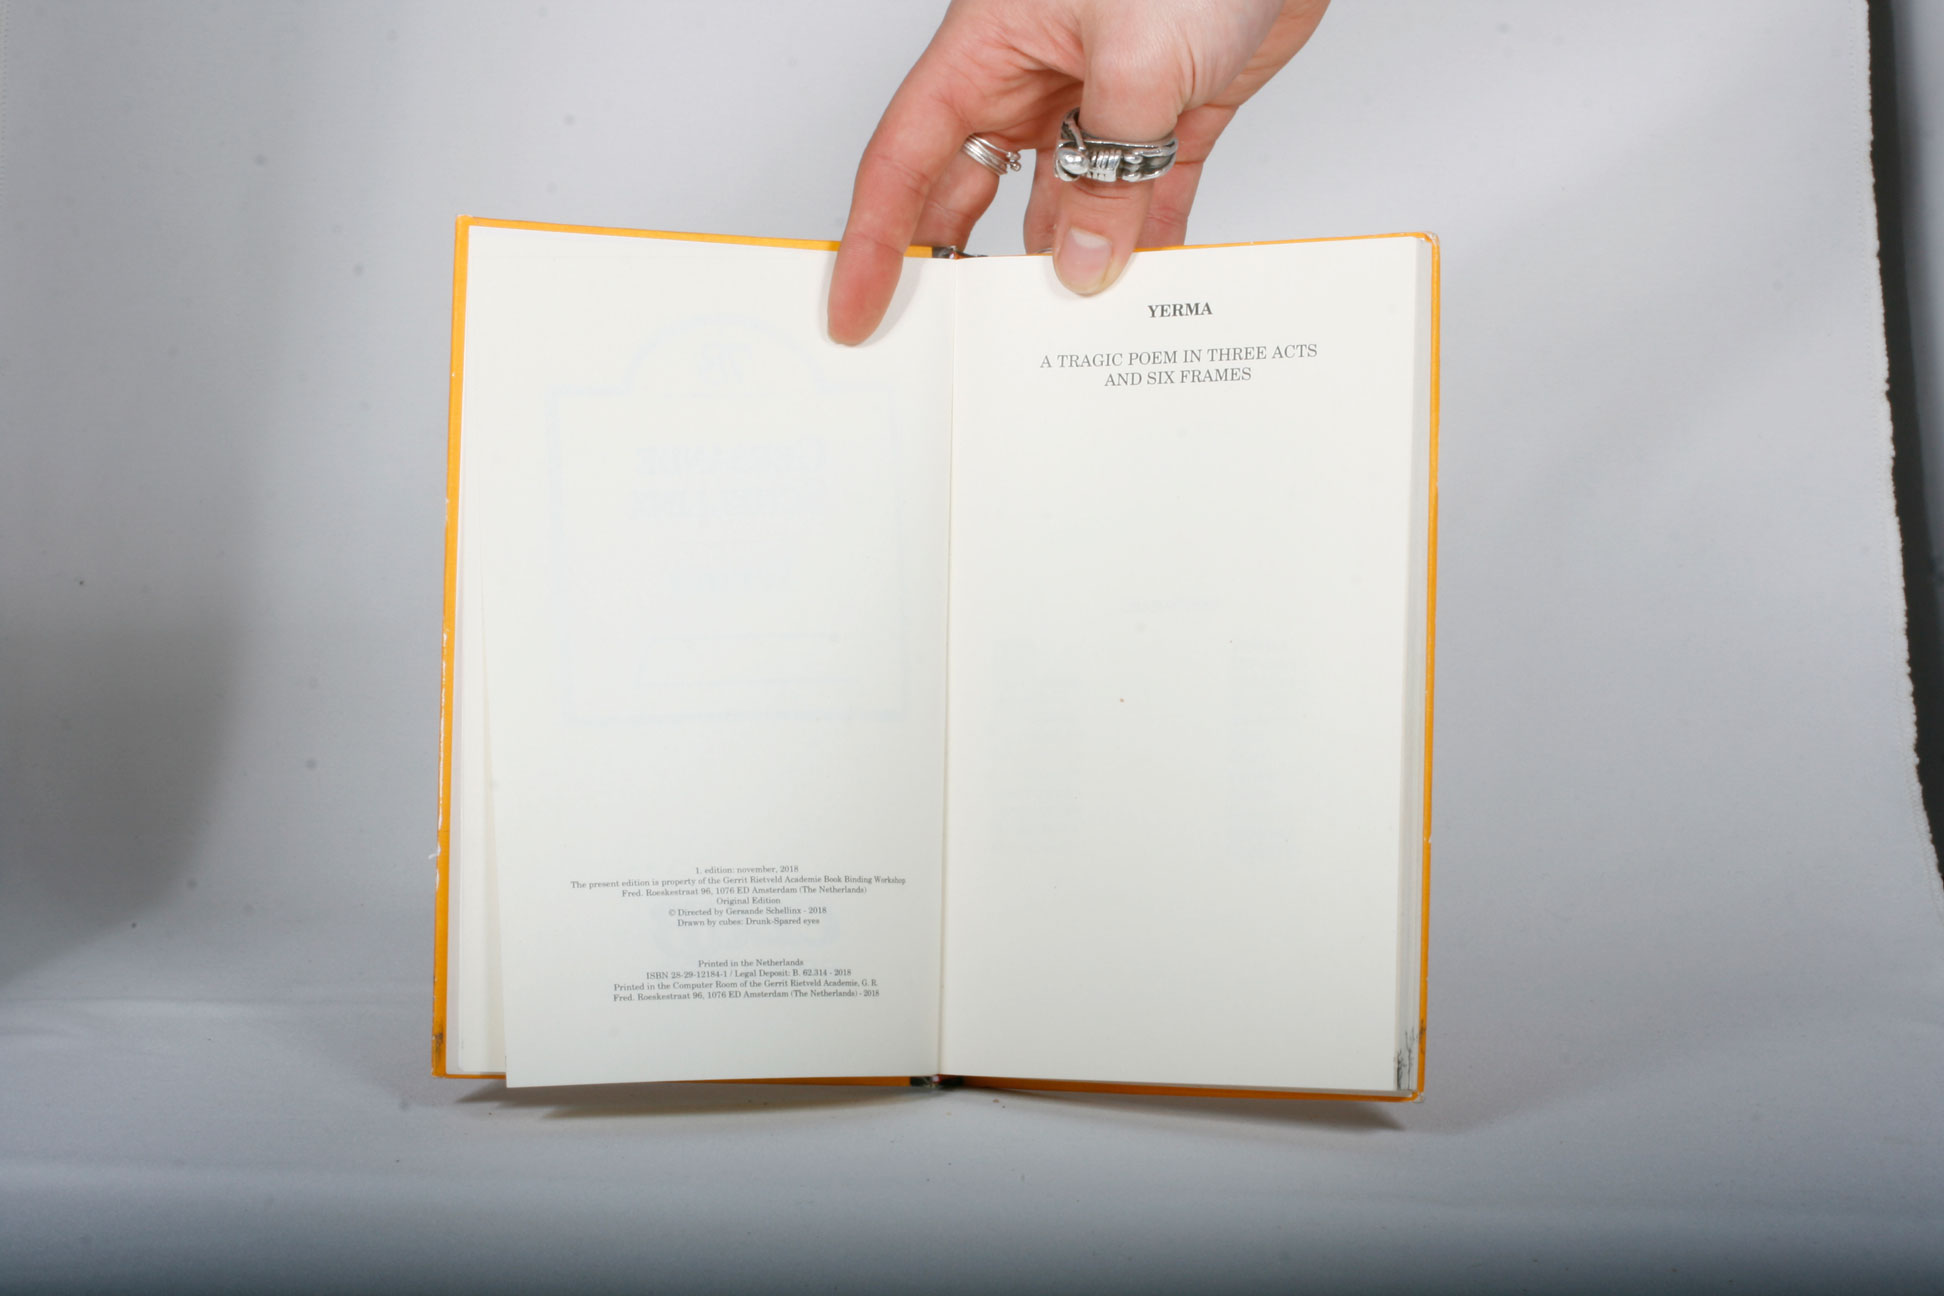 1. edition: november, 2018
The present edition is property of the Gerrit Rietveld Academie Book Binding Workshop
Fred. Roeskestraat 96, 1076 ED Amsterdam (The Netherlands)
Original Edition
© Directed by Gersande Schellinx - 2018
Drawn by cubes: Drunk-Spared eyes
Printed in the Netherlands
ISBN 28-29-12184-1 / Legal Deposit: B. 62.314 - 2018
Printed in the Computer Room of the Gerrit Rietveld Academie, G. R.
Fred. Roeskestraat 96, 1076 ED Amsterdam (The Netherlands) - 2018
YERMA
A TRAGIC POEM IN THREE ACTS
AND SIX FRAMES